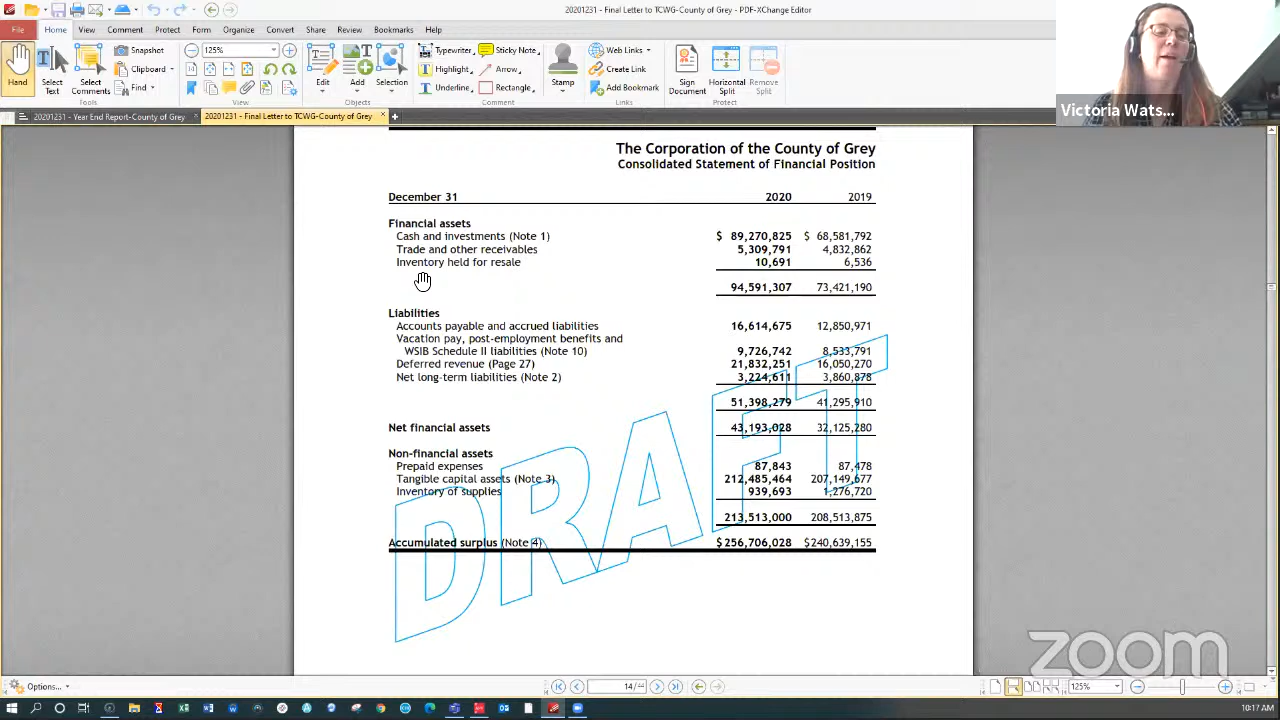 20201231 - Final Letter to TCWG-County of Grey - PDF-XChange Editor
File Home View Comment Protect Organize Convert Share Review Bookmarks
Hand
Select Text
Select Comments
Snapshot
Clipboard
Find
Tools
125%
View
Edit
Add
Selection
Objects
Typewriter
Sticky Note
Highlight
Arrow
Underline
Rectangle
Stamp
Comment
Web Links
Create Link
Add Bookmark
Links
Sign Document
Horizontal Split
Remove Split
Protect
Victoria Wats...
20201231 - Year End Report-County of Grey
20201231 - Final Letter to TCWG-County of Grey
The Corporation of the County of Grey
Consolidated Statement of Financial Position
December 31 2020 2019
Financial assets
Cash and investments (Note 1) $ 89,270,825 $ 68,581,792
Trade and other receivables 5,309,791 4,832,862
Inventory held for resale 10,691 6,536
94,591,307 73,421,190
Liabilities
Accounts payable and accrued liabilities 16,614,675 12,850,971
Vacation pay, post-employment benefits and
WSIB Schedule II liabilities (Note 10) 9,726,742 8,533,791
Deferred revenue (Page 27) 21,832,251 16,050,270
Net long-term liabilities (Note 2) 3,224,611 3,860,878
51,398,279 41,295,910
Net financial assets 43,193,028 32,125,280
Non-financial assets
Prepaid expenses 87,843 87,478
Tangible capital assets (Note 3) 212,485,464 207,149,677
Inventory of supplies 939,693 1,276,720
213,513,000 208,513,875
Accumulated surplus (Note 4) $ 256,706,028 $240,639,155
DRAFT
zoom
Options...
14/
125%
10:17 AM